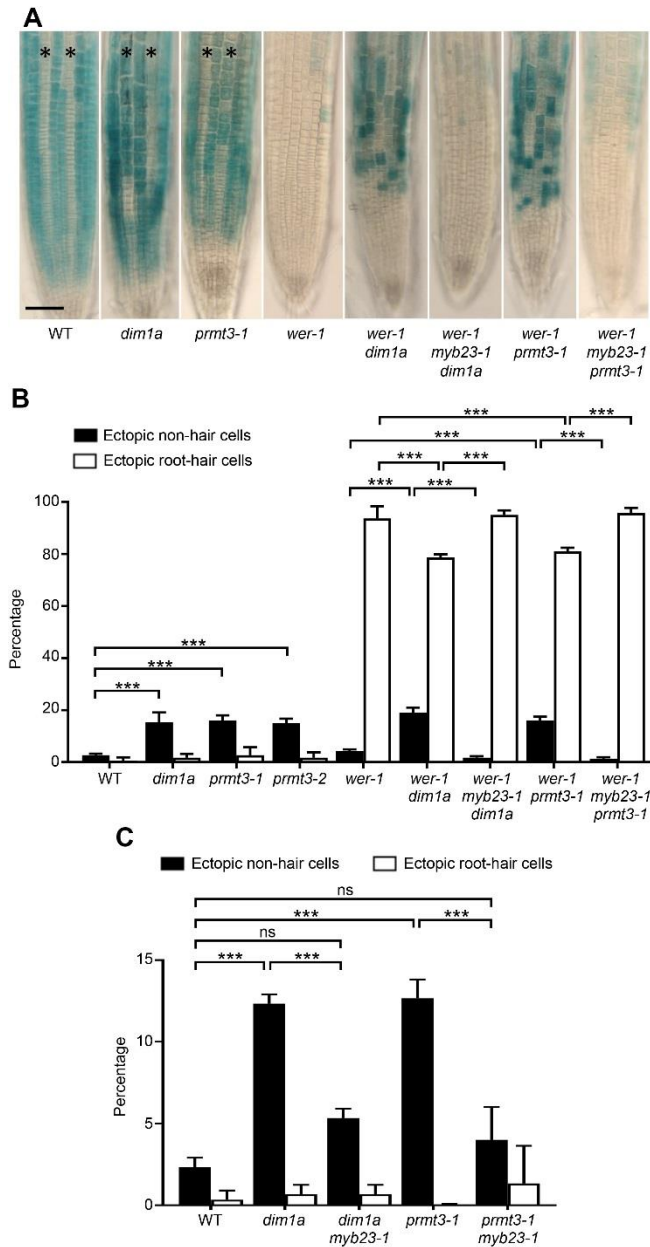 A
* * * * * *
WT dim1a prmt3-1 wer-1 wer-1 wer-1 wer-1 wer-1
dim1a myb23-1 prmt3-1 myb23-1
dim1a prmt3-1
B
Ectopic non-hair cells
Ectopic root-hair cells
*** ***
*** ***
*** ***
*** ***
***
***
***
Percentage
100
80
60
40
20
0
WT dim1a prmt3-1 prmt3-2 wer-1 wer-1 wer-1 wer-1 wer-1
dim1a myb23-1 prmt3-1 myb23-1
dim1a prmt3-1
C
Ectopic non-hair cells Ectopic root-hair cells
ns
*** ***
ns
*** ***
Percentage
15
10
5
0
WT dim1a dim1a prmt3-1 prmt3-1
myb23-1 myb23-1